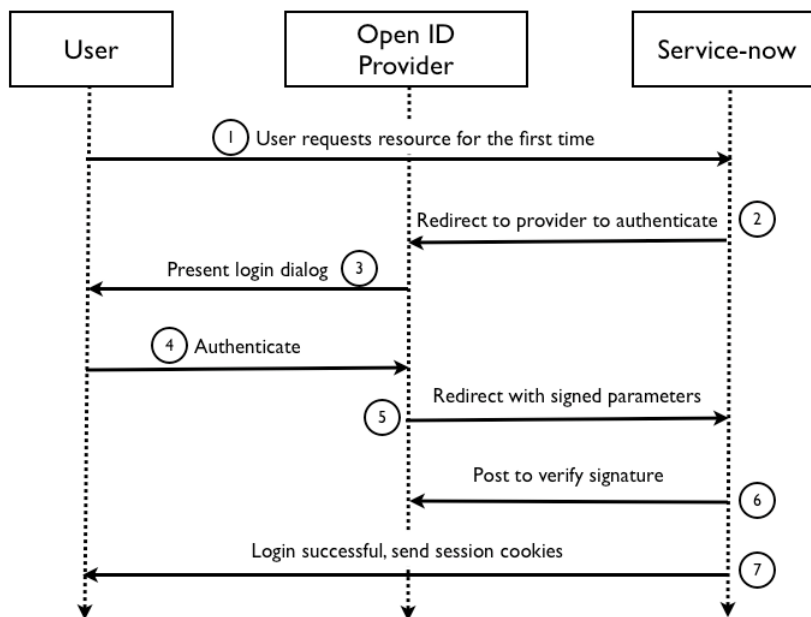 User
Open ID
Provider
Service-now
1 User requests resource for the first time
Redirect to provider to authenticate 2
Present login dialog 3
4 Authenticate
5 Redirect with signed parameters
Post to verify signature 6
Login successful, send session cookies 7